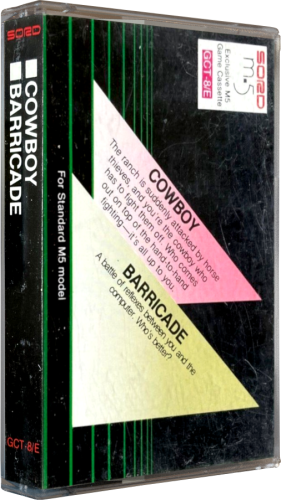 SORD
COWBOY
BARRICADE
GCT-8/E
SORD
m.5
Exclusive M5
Game Cassette
GCT-8/E
COWBOY
The ranch is suddenly attacked by horse
thieves, and you're the cowboy who
has to fight them off. Who comes
out on top of the hand-to-hand
fighting—it's all up to you.
BARRICADE
A battle of reflexes between you and the
computer. Who's better?
For Standard M5 model